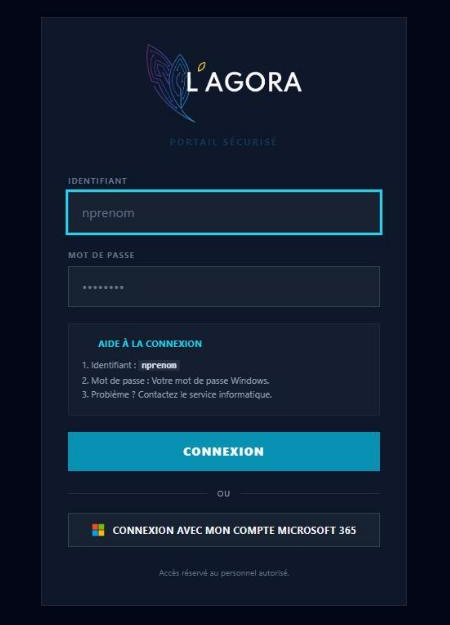 L'AGORA
PORTAIL SÉCURISÉ
IDENTIFIANT
nprenom
MOT DE PASSE
••••••••
AIDE À LA CONNEXION
1. Identifiant : nprenom
2. Mot de passe : Votre mot de passe Windows.
3. Problème ? Contactez le service informatique.
CONNEXION
OU
CONNEXION AVEC MON COMPTE MICROSOFT 365
Accès réservé au personnel autorisé.